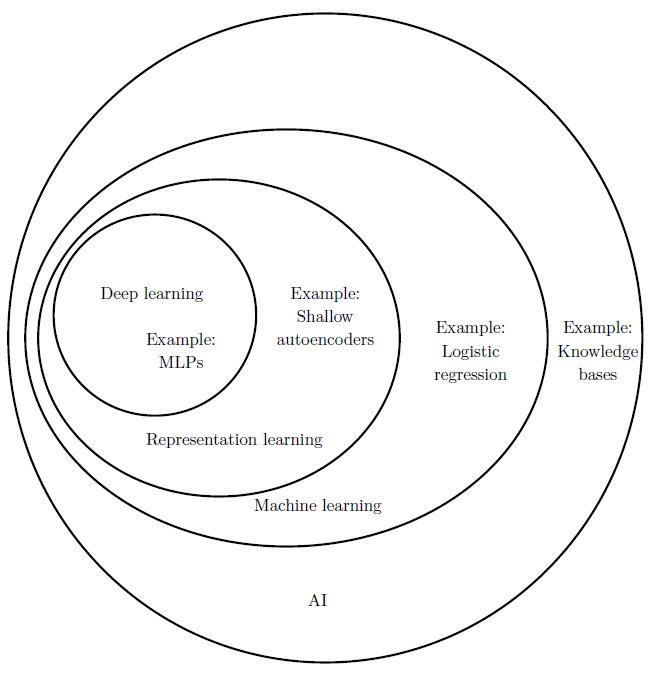 Deep learning
Example:
MLPs
Example:
Shallow
autoencoders
Example:
Logistic
regression
Example:
Knowledge
bases
Representation learning
Machine learning
AI